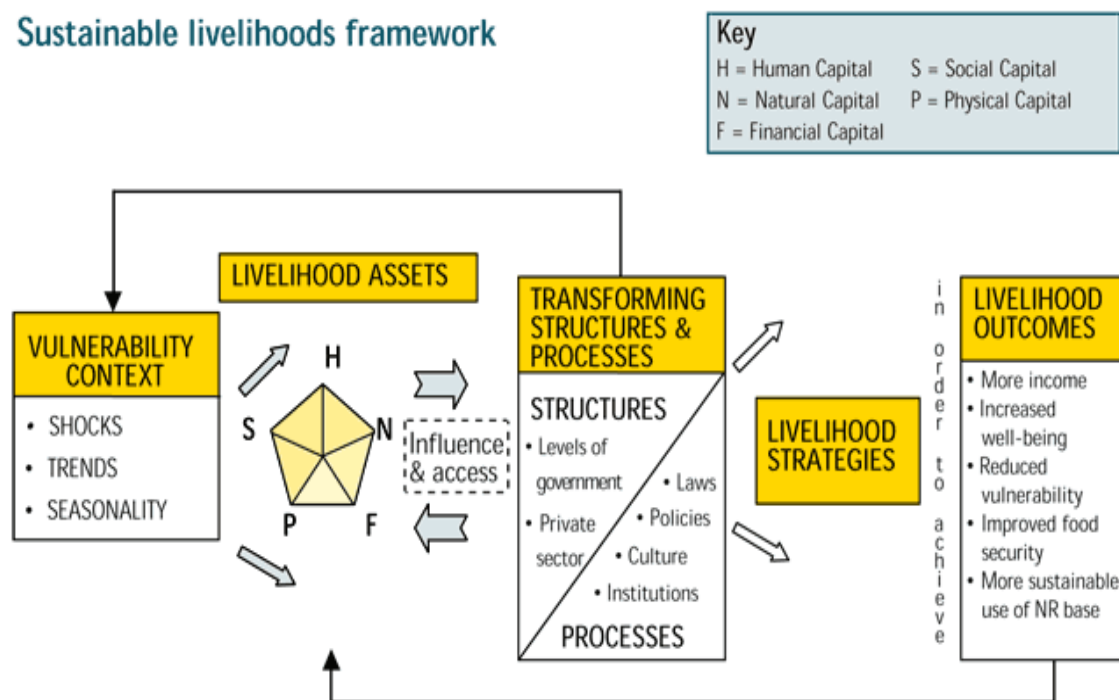 Sustainable livelihoods framework
Key
H = Human Capital
S = Social Capital
N = Natural Capital
P = Physical Capital
F = Financial Capital
VULNERABILITY
CONTEXT
• SHOCKS
• TRENDS
• SEASONALITY
LIVELIHOOD ASSETS
H
S
N
P
F
Influence
& access
TRANSFORMING
STRUCTURES &
PROCESSES
STRUCTURES
• Levels of
government
• Private
sector
• Laws
• Policies
• Culture
• Institutions
PROCESSES
LIVELIHOOD
STRATEGIES
in order to achieve
LIVELIHOOD
OUTCOMES
• More income
• Increased
well-being
• Reduced
vulnerability
• Improved food
security
• More sustainable
use of NR base